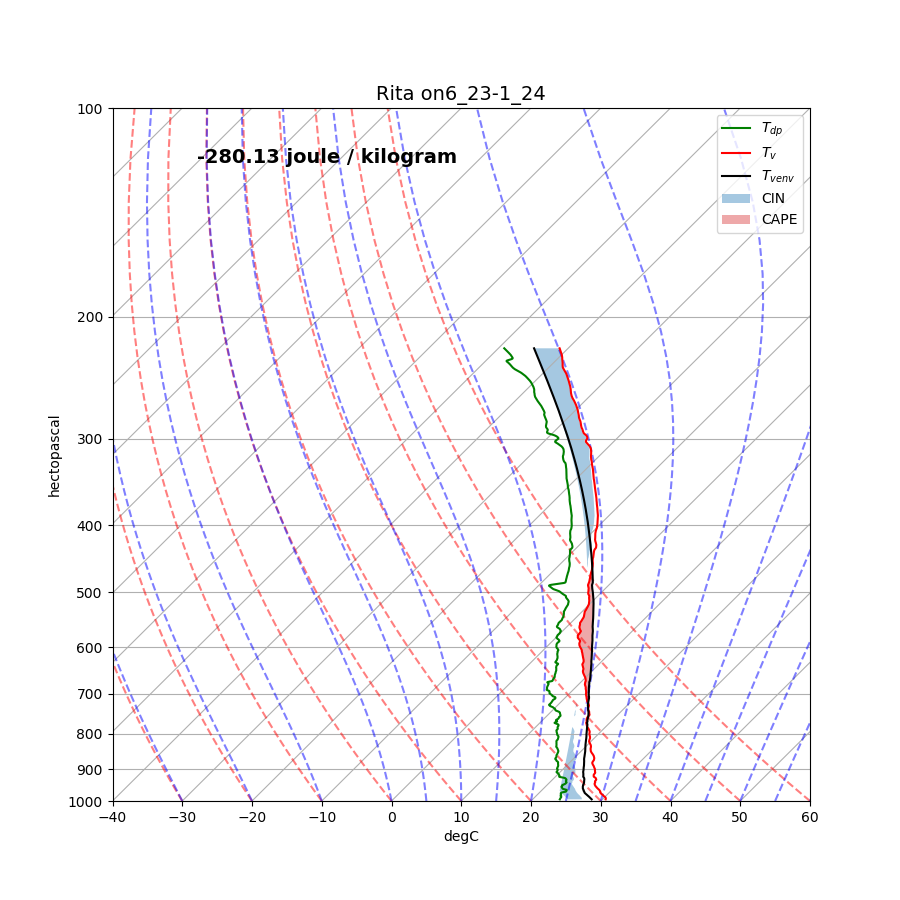 Rita on6_23-1_24
-280.13 joule / kilogram
T_dp
T_v
T_venv
CIN
CAPE
hectopascal
100
200
300
400
500
600
700
800
900
1000
−40 −30 −20 −10 0 10 20 30 40 50 60
degC